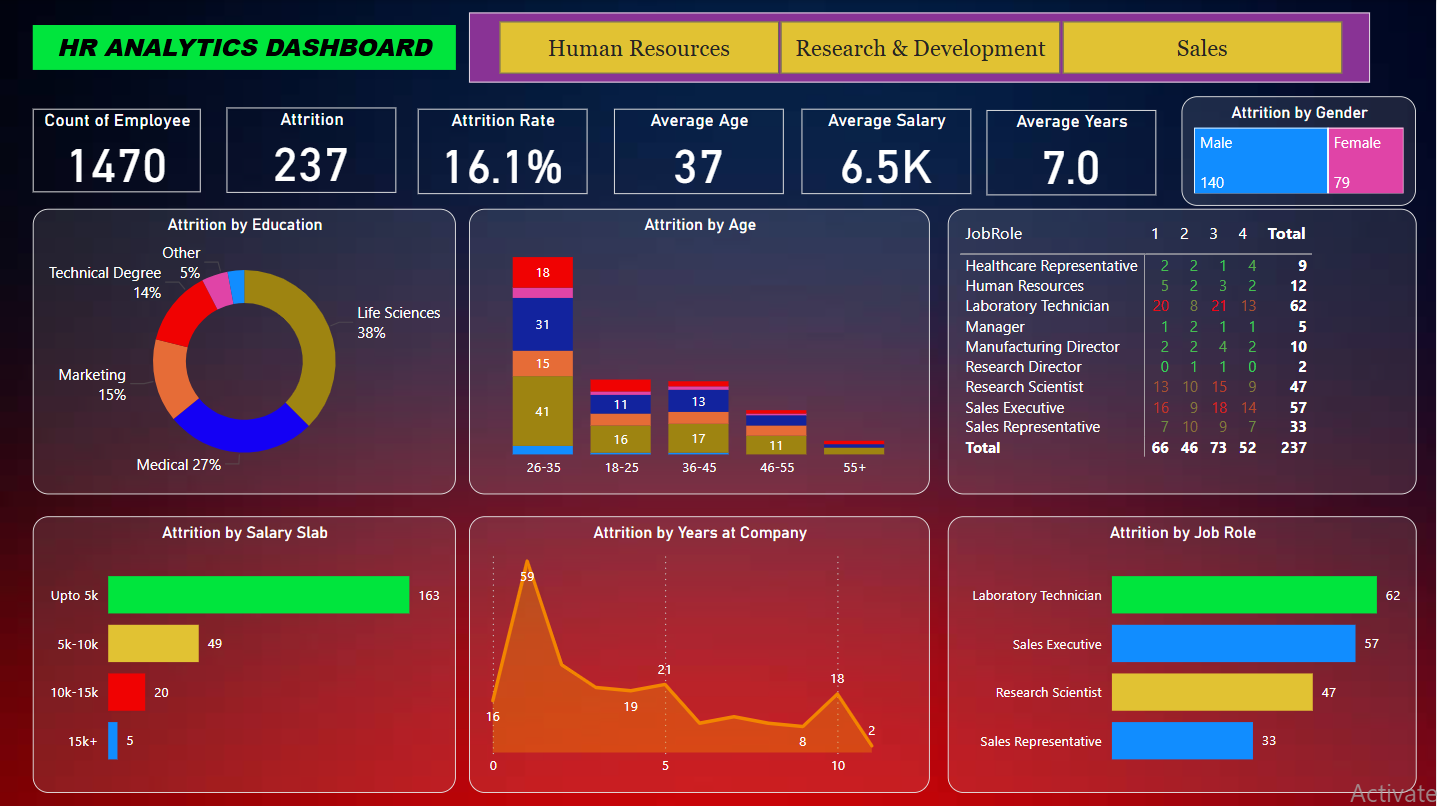 HR ANALYTICS DASHBOARD
Human Resources
Research & Development
Sales
Count of Employee
1470
Attrition
237
Attrition Rate
16.1%
Average Age
37
Average Salary
6.5K
Average Years
7.0
Attrition by Gender
Male
140
Female
79
Attrition by Education
Other
5%
Technical Degree
14%
Life Sciences
38%
Marketing
15%
Medical 27%
Attrition by Age
18
31
15
41
11
16
13
17
11
26-35 18-25 36-45 46-55 55+
JobRole 1 2 3 4 Total
Healthcare Representative 2 2 1 4 9
Human Resources 5 2 3 2 12
Laboratory Technician 20 8 21 13 62
Manager 1 2 1 1 5
Manufacturing Director 2 2 4 2 10
Research Director 0 1 1 0 2
Research Scientist 13 10 15 9 47
Sales Executive 16 9 18 14 57
Sales Representative 7 10 9 7 33
Total 66 46 73 52 237
Attrition by Salary Slab
Upto 5k 163
5k-10k 49
10k-15k 20
15k+ 5
Attrition by Years at Company
59
21
18
19
16
8
2
0 5 10
Attrition by Job Role
Laboratory Technician 62
Sales Executive 57
Research Scientist 47
Sales Representative 33
Activate